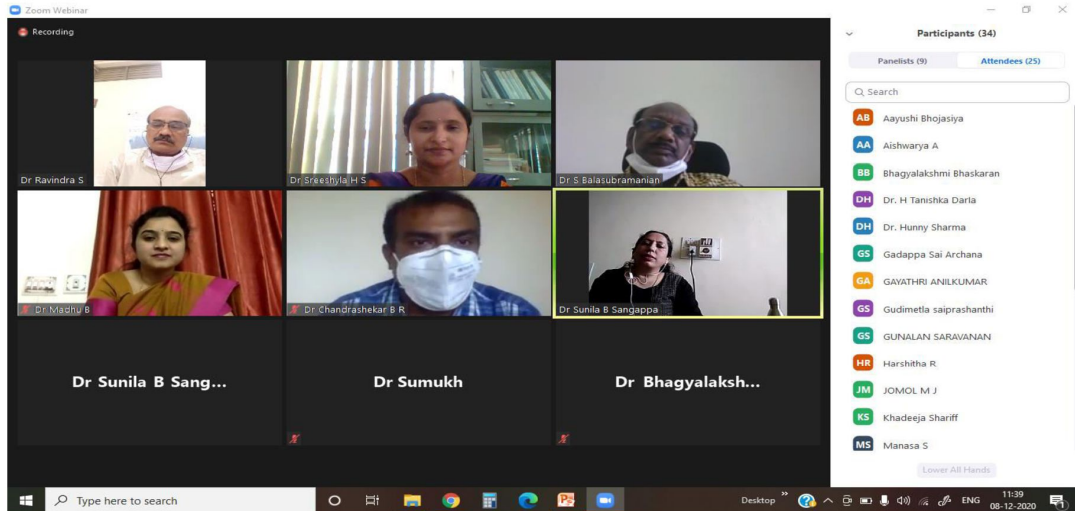 Zoom Webinar
Recording
Participants (34)
Panelists (9)
Attendees (25)
Search
Dr Ravindra S
Dr Sreeshyla H S
Dr S Balasubramanian
Dr Madhu B
Dr Chandrashekar B R
Dr Sunila B Sangappa
Dr Sunila B Sang...
Dr Sumukh
Dr Bhagyalaksh...
AB Aayushi Bhojasiya
AA Aishwarya A
BB Bhagyalakshmi Bhaskaran
DH Dr. H Tanishka Darla
DH Dr. Hunny Sharma
GS Gadappa Sai Archana
GA GAYATHRI ANILKUMAR
GS Gudimetla saiprashanthi
GS GUNALAN SARAVANAN
HR Harshitha R
JM JOMOL M J
KS Khadeeja Shariff
MS Manasa S
Lower All Hands
Type here to search
Desktop
ENG
11:39
08-12-2020